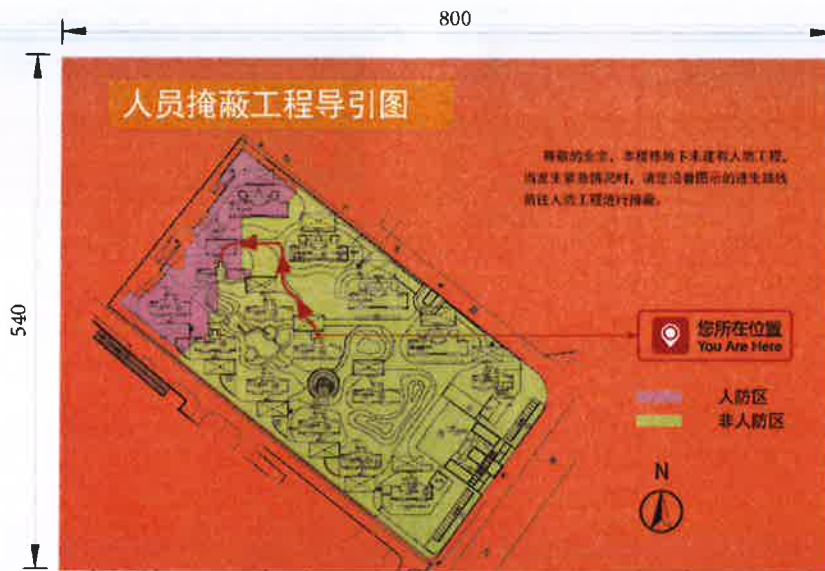 800
540
人员掩蔽工程导引图
尊敬的业主,本楼栋地下未建有人防工程,
当发生紧急情况时,请您沿着图示的逃生路线
前往人防工程进行掩蔽。
您所在位置
You Are Here
人防区
非人防区
N